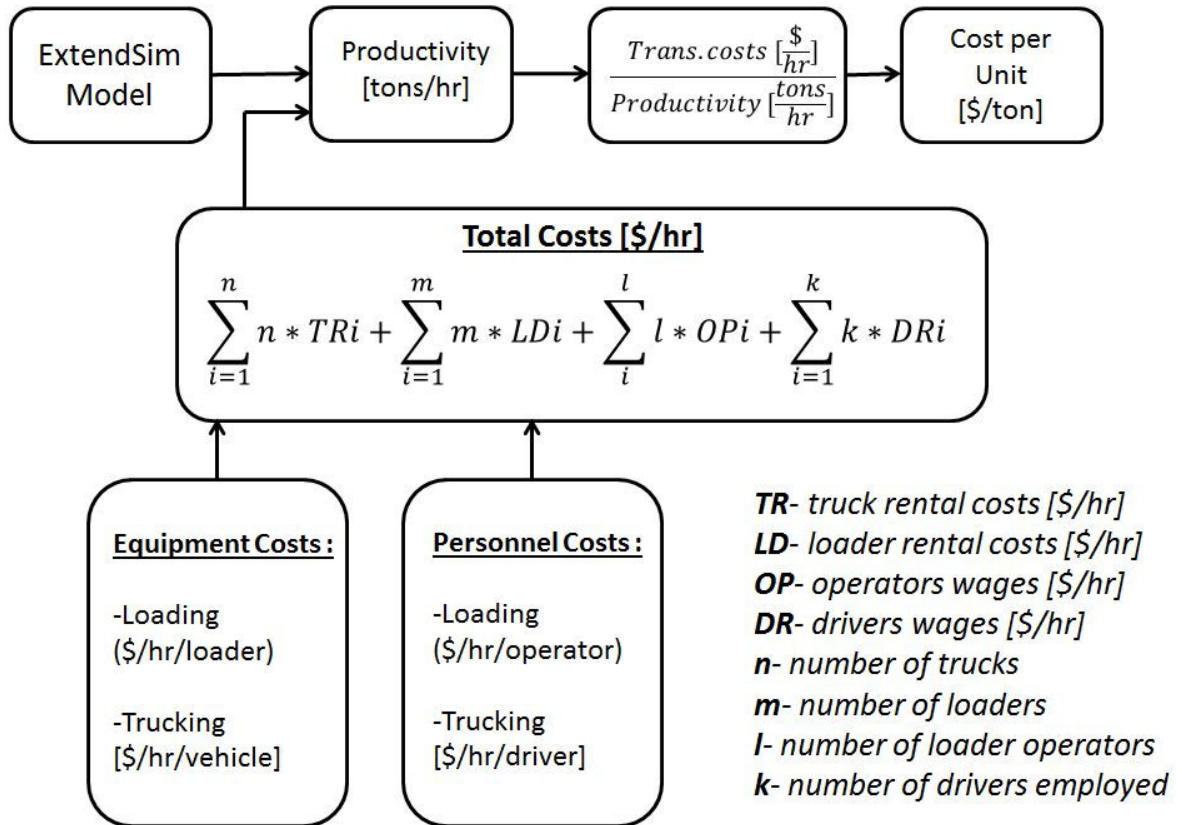 ExtendSim
Model
Productivity
[tons/hr]
Trans.costs [$/hr]
Productivity [tons/hr]
Cost per
Unit
[$/ton]
Total Costs [$/hr]
n m l k
∑ n * TRi + ∑ m * LDi + ∑ l * OPi + ∑ k * DRi
i=1 i=1 i i=1
Equipment Costs :
-Loading
($/hr/loader)
-Trucking
[$/hr/vehicle]
Personnel Costs :
-Loading
($/hr/operator)
-Trucking
[$/hr/driver]
TR- truck rental costs [$/hr]
LD- loader rental costs [$/hr]
OP- operators wages [$/hr]
DR- drivers wages [$/hr]
n- number of trucks
m- number of loaders
l- number of loader operators
k- number of drivers employed